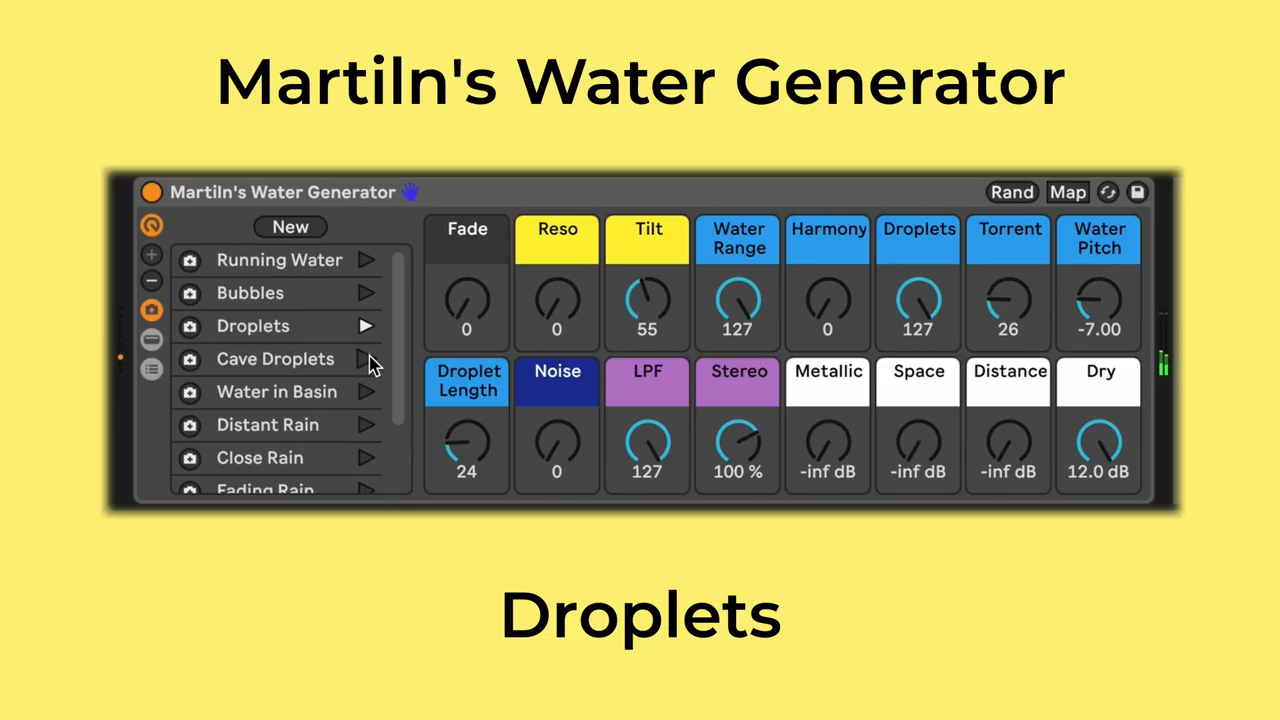 Martiln's Water Generator
Martiln's Water Generator
Rand
Map
New
Running Water
Bubbles
Droplets
Cave Droplets
Water in Basin
Distant Rain
Close Rain
Fading Rain
Fade
Reso
Tilt
Water
Range
Harmony
Droplets
Torrent
Water
Pitch
0
0
55
127
0
127
26
-7.00
Droplet
Length
Noise
LPF
Stereo
Metallic
Space
Distance
Dry
24
0
127
100 %
-inf dB
-inf dB
-inf dB
12.0 dB
Droplets